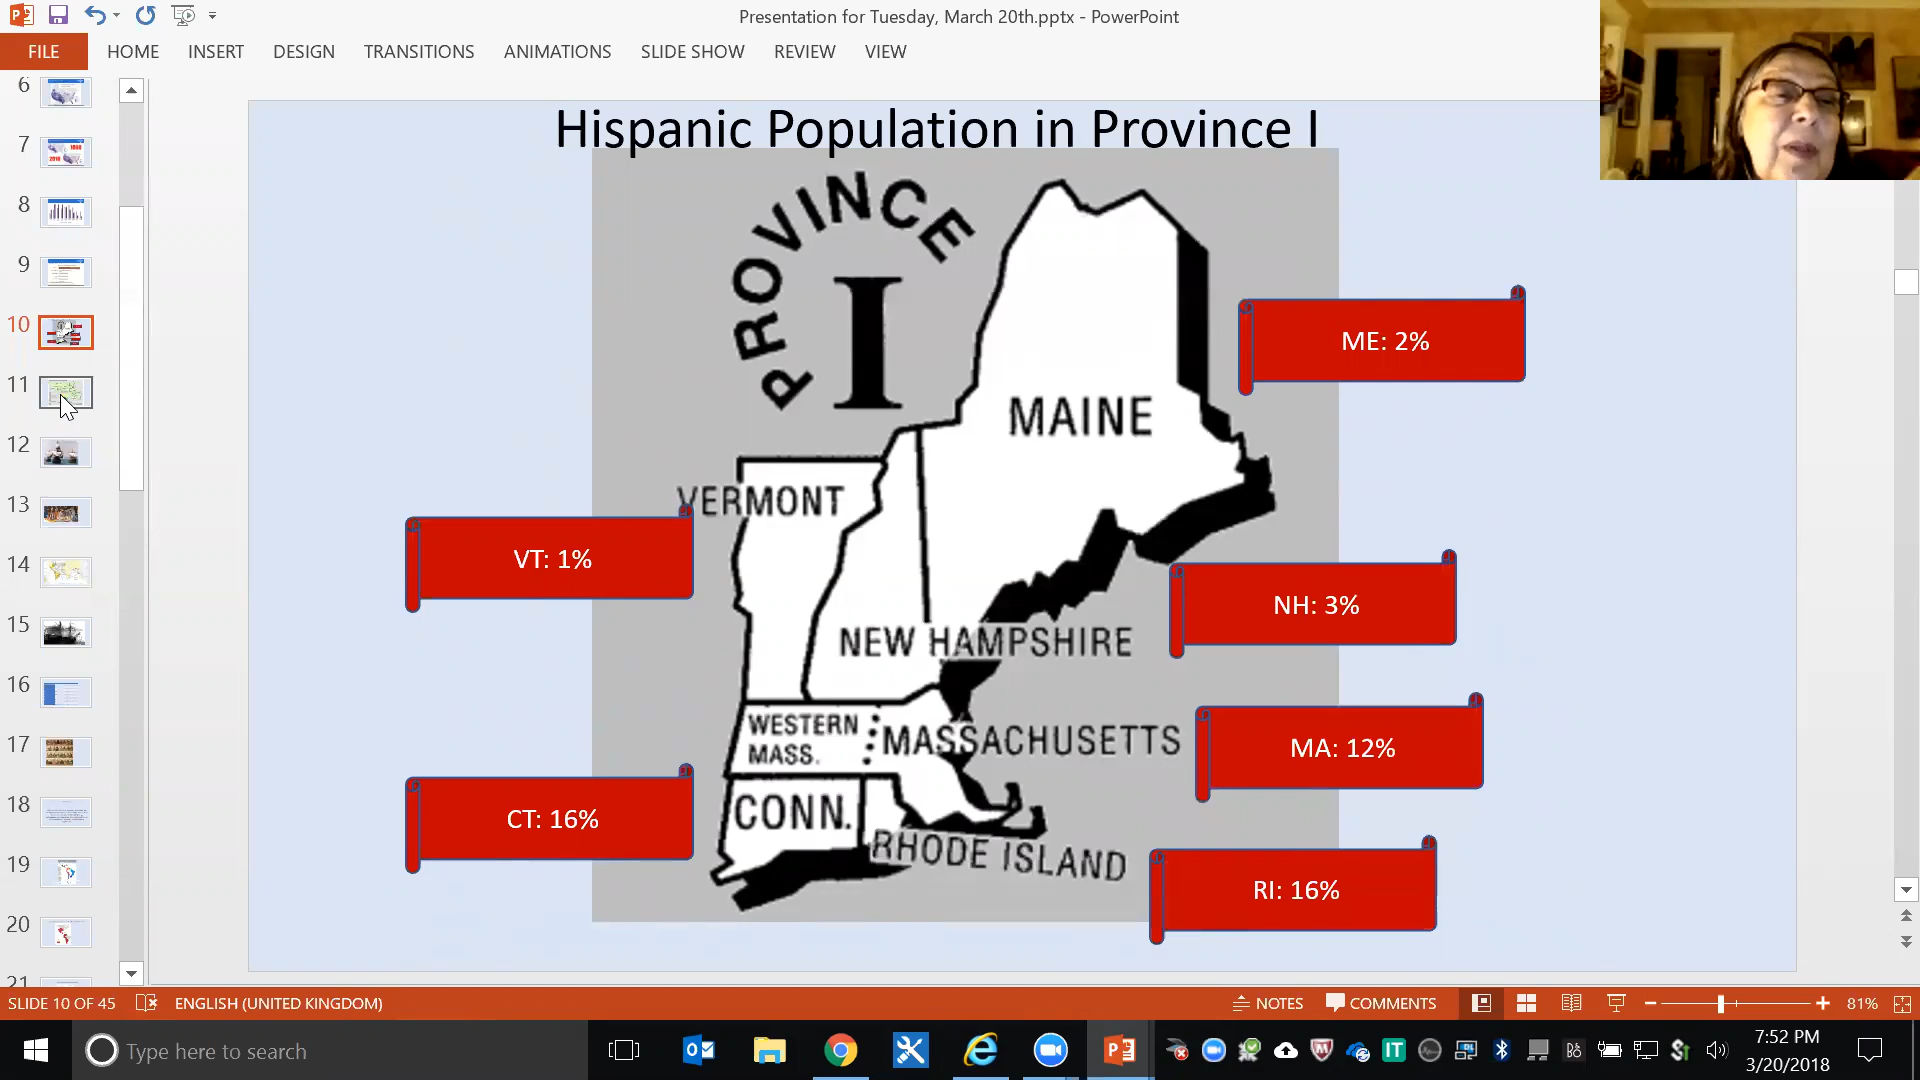 Presentation for Tuesday, March 20th.pptx - PowerPoint
FILE HOME INSERT DESIGN TRANSITIONS ANIMATIONS SLIDE SHOW REVIEW VIEW
6
7
8
9
10
11
12
13
14
15
16
17
18
19
20
21
Hispanic Population in Province I
PROVINCE
I
ME: 2%
MAINE
VERMONT
VT: 1%
NH: 3%
NEW HAMPSHIRE
WESTERN
MASS.
MASSACHUSETTS
MA: 12%
CT: 16%
CONN.
RHODE ISLAND
RI: 16%
SLIDE 10 OF 45 ENGLISH (UNITED KINGDOM) NOTES COMMENTS 81%
Type here to search
7:52 PM
3/20/2018